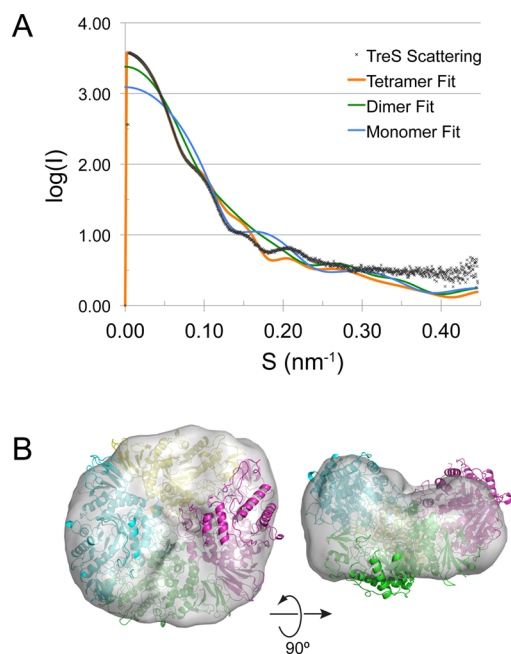 A
4.00
3.00
2.00
1.00
0.00
log(I)
TreS Scattering
Tetramer Fit
Dimer Fit
Monomer Fit
0.00 0.10 0.20 0.30 0.40
S (nm⁻¹)
B
90º